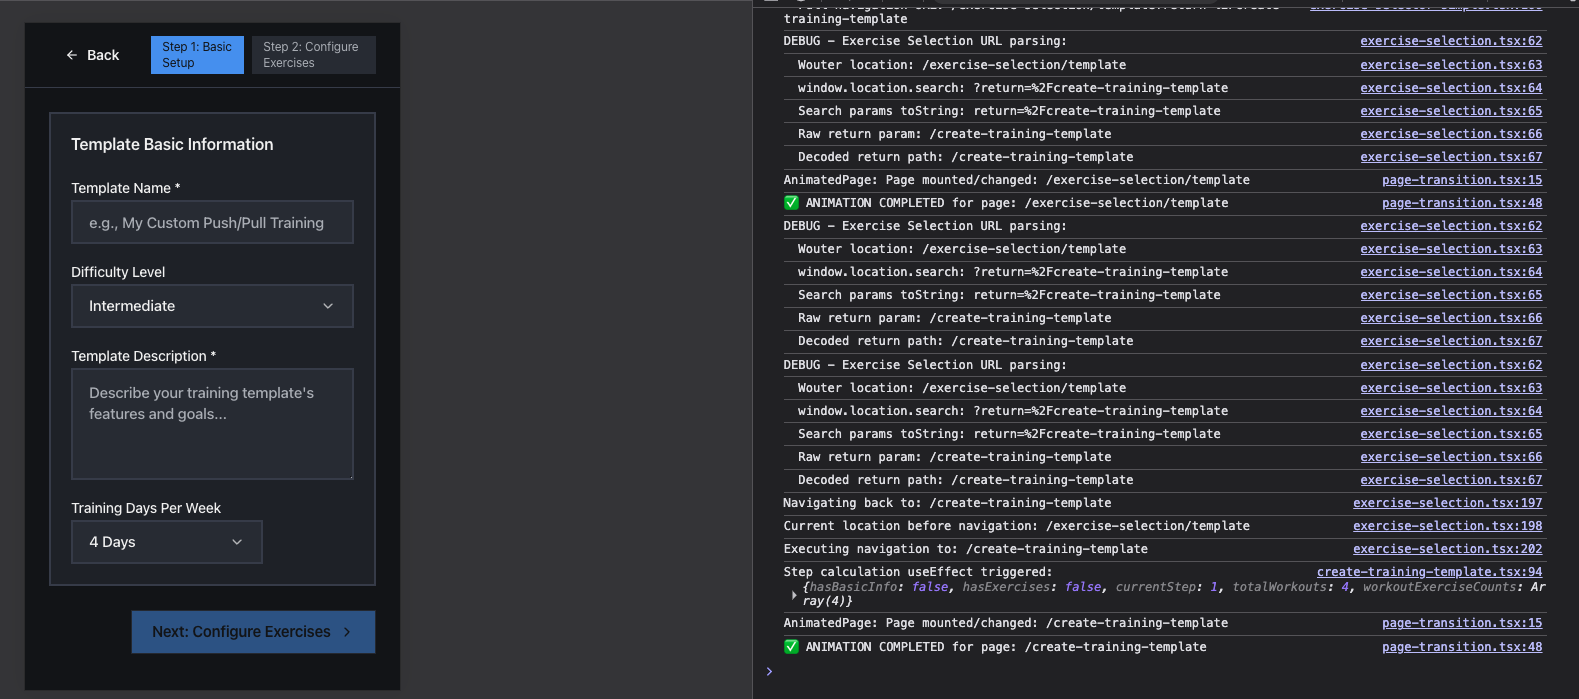 Back
Step 1: Basic
Setup
Step 2: Configure
Exercises
Template Basic Information
Template Name *
e.g., My Custom Push/Pull Training
Difficulty Level
Intermediate
Template Description *
Describe your training template's
features and goals...
Training Days Per Week
4 Days
Next: Configure Exercises
training-template
DEBUG - Exercise Selection URL parsing: exercise-selection.tsx:62
Wouter location: /exercise-selection/template exercise-selection.tsx:63
window.location.search: ?return=%2Fcreate-training-template exercise-selection.tsx:64
Search params toString: return=%2Fcreate-training-template exercise-selection.tsx:65
Raw return param: /create-training-template exercise-selection.tsx:66
Decoded return path: /create-training-template exercise-selection.tsx:67
AnimatedPage: Page mounted/changed: /exercise-selection/template page-transition.tsx:15
✅ ANIMATION COMPLETED for page: /exercise-selection/template page-transition.tsx:48
DEBUG - Exercise Selection URL parsing: exercise-selection.tsx:62
Wouter location: /exercise-selection/template exercise-selection.tsx:63
window.location.search: ?return=%2Fcreate-training-template exercise-selection.tsx:64
Search params toString: return=%2Fcreate-training-template exercise-selection.tsx:65
Raw return param: /create-training-template exercise-selection.tsx:66
Decoded return path: /create-training-template exercise-selection.tsx:67
DEBUG - Exercise Selection URL parsing: exercise-selection.tsx:62
Wouter location: /exercise-selection/template exercise-selection.tsx:63
window.location.search: ?return=%2Fcreate-training-template exercise-selection.tsx:64
Search params toString: return=%2Fcreate-training-template exercise-selection.tsx:65
Raw return param: /create-training-template exercise-selection.tsx:66
Decoded return path: /create-training-template exercise-selection.tsx:67
Navigating back to: /create-training-template exercise-selection.tsx:197
Current location before navigation: /exercise-selection/template exercise-selection.tsx:198
Executing navigation to: /create-training-template exercise-selection.tsx:202
Step calculation useEffect triggered: create-training-template.tsx:94
{hasBasicInfo: false, hasExercises: false, currentStep: 1, totalWorkouts: 4, workoutExerciseCounts: Ar
ray(4)}
AnimatedPage: Page mounted/changed: /create-training-template page-transition.tsx:15
✅ ANIMATION COMPLETED for page: /create-training-template page-transition.tsx:48